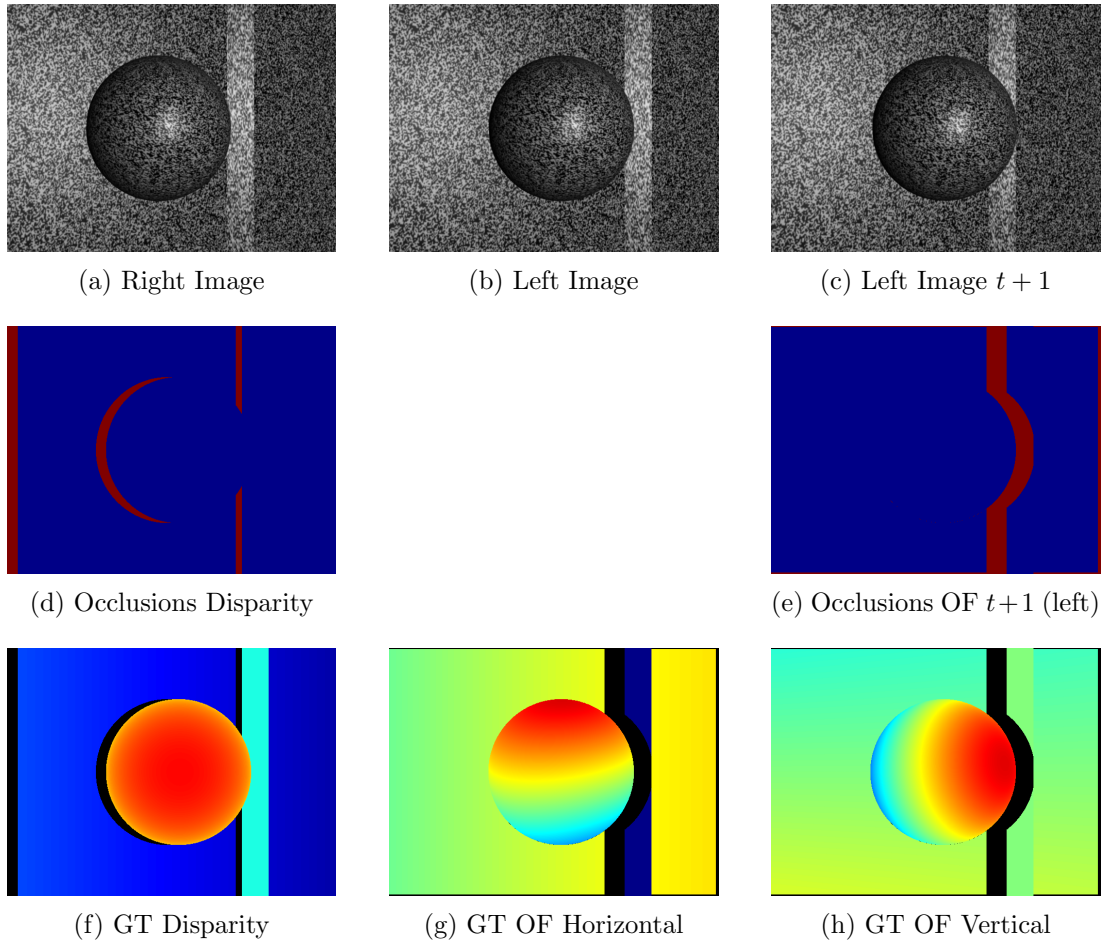 (a) Right Image
(b) Left Image
(c) Left Image t + 1
(d) Occlusions Disparity
(e) Occlusions OF t+1 (left)
(f) GT Disparity
(g) GT OF Horizontal
(h) GT OF Vertical